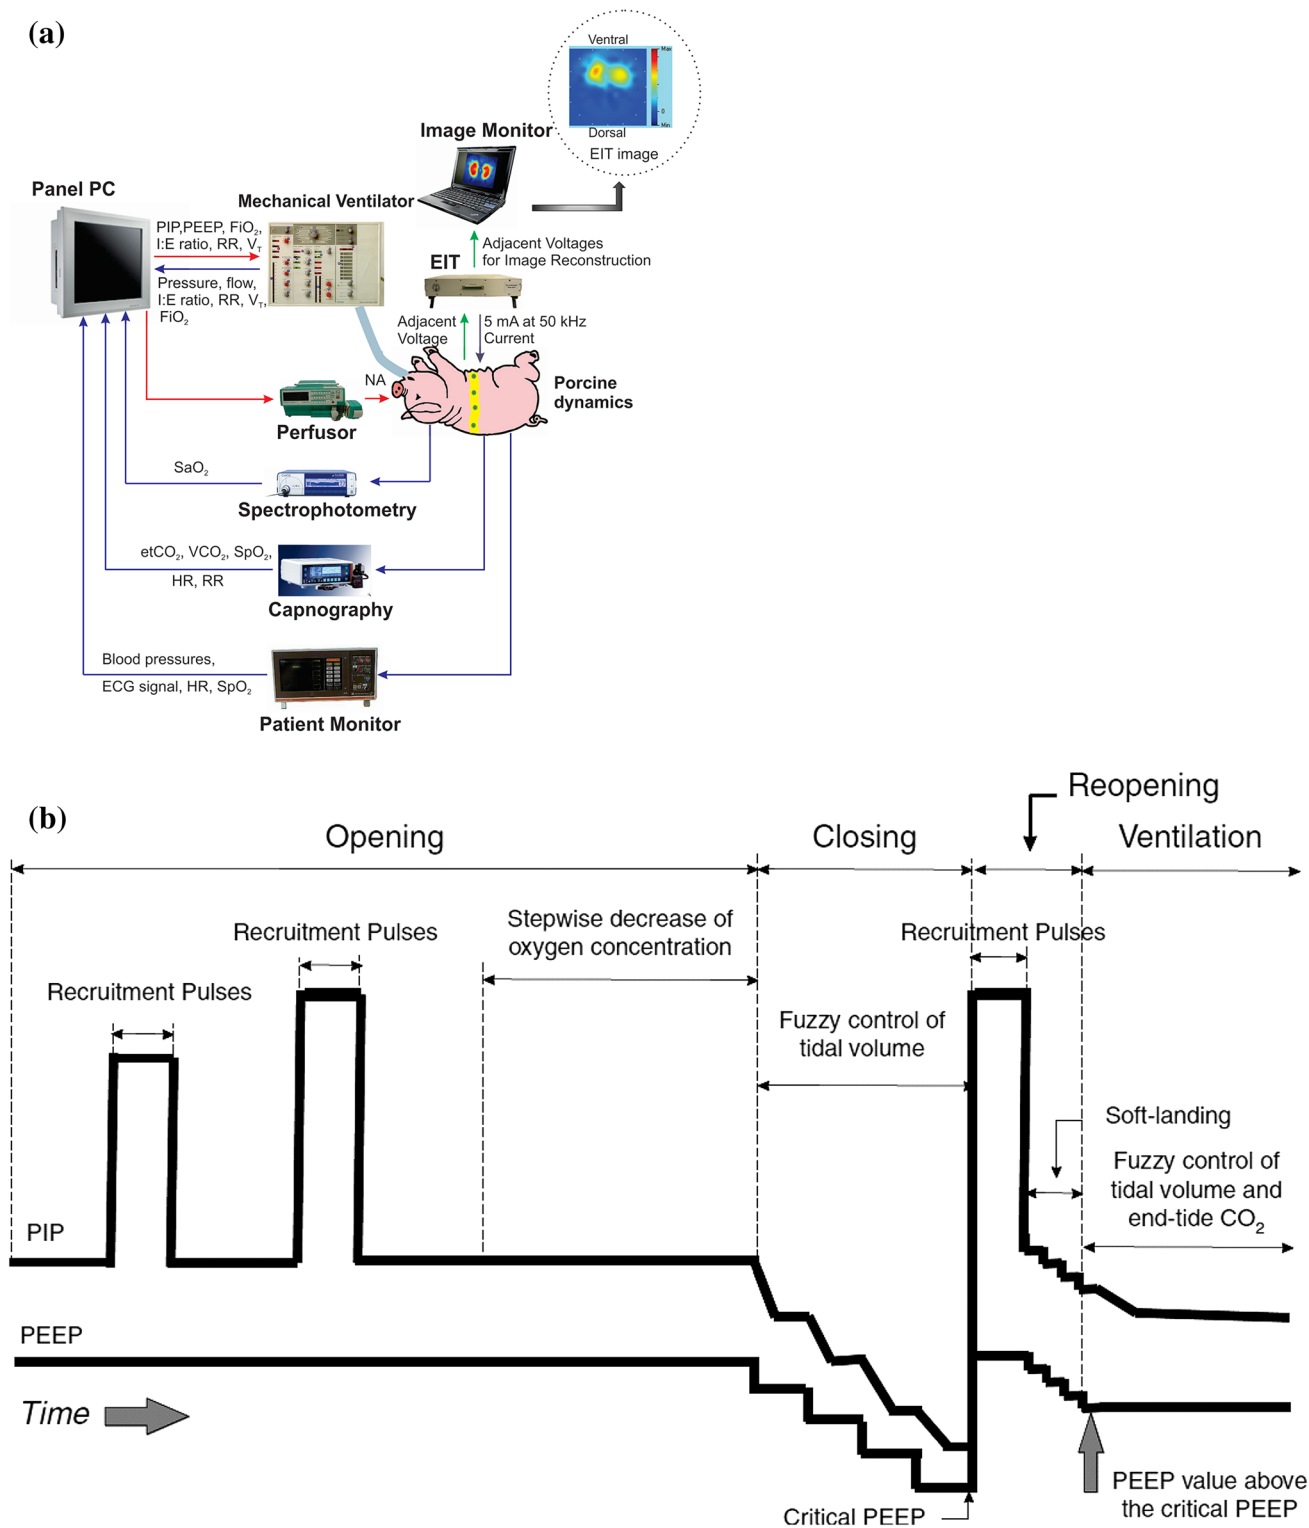 (a)
Ventral
Max
0
Min
Dorsal
EIT image
Image Monitor
Panel PC
Mechanical Ventilator
PIP,PEEP, FiO₂,
I:E ratio, RR, V_T
Pressure, flow,
I:E ratio, RR, V_T,
FiO₂
Adjacent Voltages
for Image Reconstruction
EIT
Adjacent
Voltage
5 mA at 50 kHz
Current
NA
Porcine
dynamics
Perfusor
SaO₂
Spectrophotometry
etCO₂, VCO₂, SpO₂,
HR, RR
Capnography
Blood pressures,
ECG signal, HR, SpO₂
Patient Monitor
(b)
Reopening
Opening
Closing
Ventilation
Recruitment Pulses
Recruitment Pulses
Stepwise decrease of
oxygen concentration
Recruitment Pulses
Fuzzy control of
tidal volume
Soft-landing
Fuzzy control of
tidal volume and
end-tide CO₂
PIP
PEEP
Time
Critical PEEP
PEEP value above
the critical PEEP